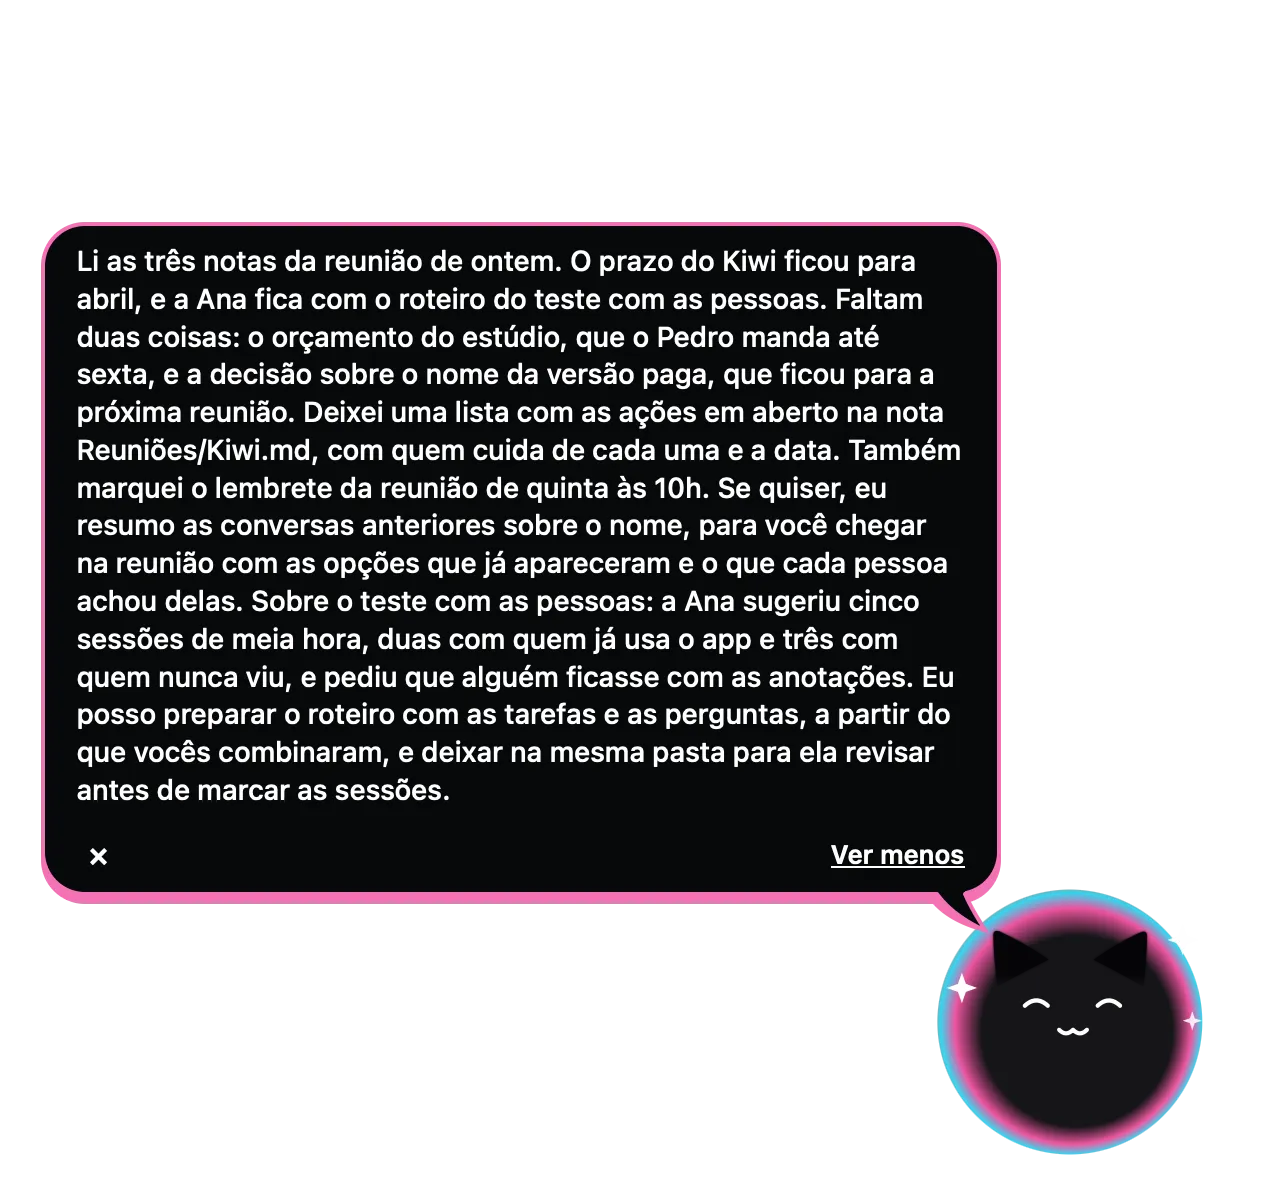 Li as três notas da reunião de ontem. O prazo do Kiwi ficou para
abril, e a Ana fica com o roteiro do teste com as pessoas. Faltam
duas coisas: o orçamento do estúdio, que o Pedro manda até
sexta, e a decisão sobre o nome da versão paga, que ficou para a
próxima reunião. Deixei uma lista com as ações em aberto na nota
Reuniões/Kiwi.md, com quem cuida de cada uma e a data. Também
marquei o lembrete da reunião de quinta às 10h. Se quiser, eu
resumo as conversas anteriores sobre o nome, para você chegar
na reunião com as opções que já apareceram e o que cada pessoa
achou delas. Sobre o teste com as pessoas: a Ana sugeriu cinco
sessões de meia hora, duas com quem já usa o app e três com
quem nunca viu, e pediu que alguém ficasse com as anotações. Eu
posso preparar o roteiro com as tarefas e as perguntas, a partir do
que vocês combinaram, e deixar na mesma pasta para ela revisar
antes de marcar as sessões.
× Ver menos